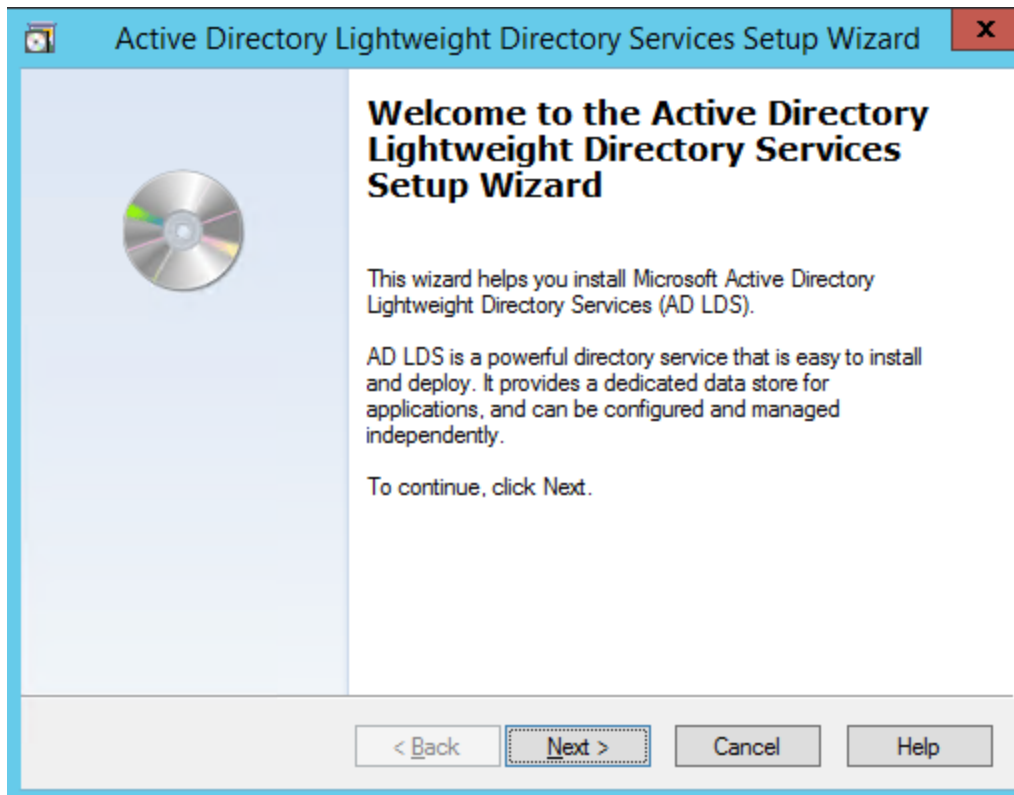 Active Directory Lightweight Directory Services Setup Wizard
x
Welcome to the Active Directory
Lightweight Directory Services
Setup Wizard
This wizard helps you install Microsoft Active Directory
Lightweight Directory Services (AD LDS).
AD LDS is a powerful directory service that is easy to install
and deploy. It provides a dedicated data store for
applications, and can be configured and managed
independently.
To continue, click Next.
< Back
Next >
Cancel
Help